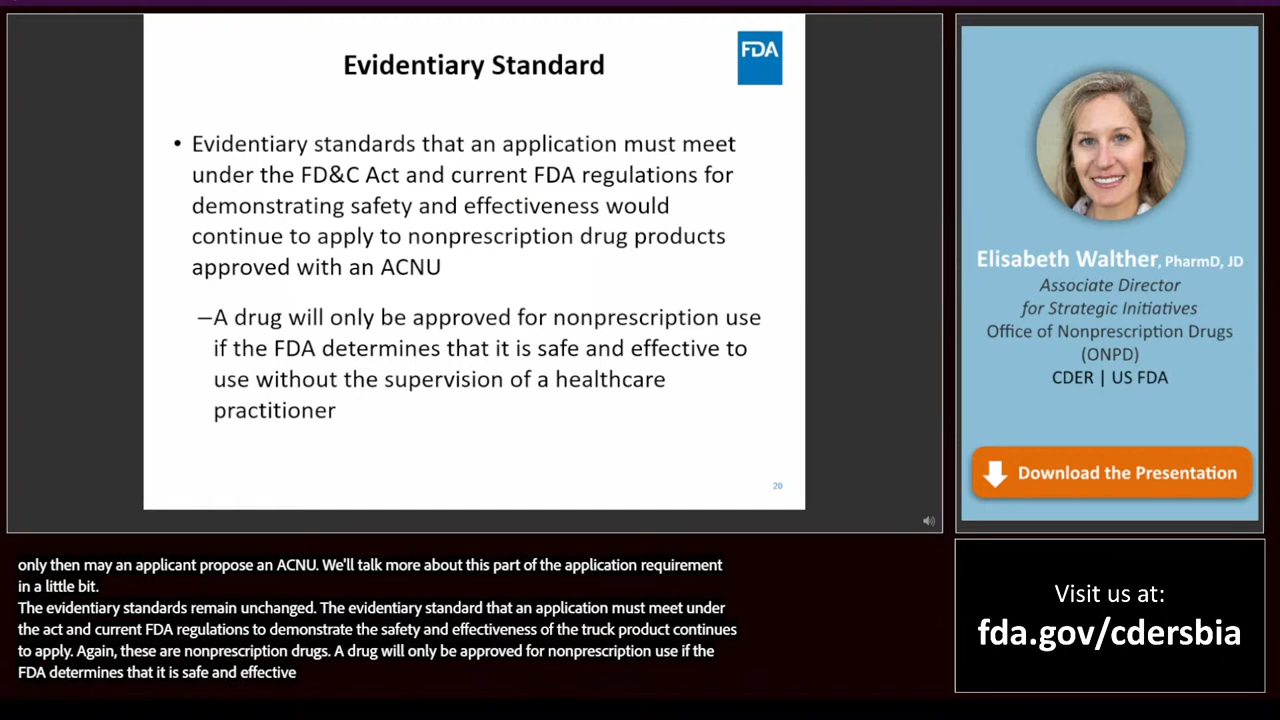 Evidentiary Standard
FDA
• Evidentiary standards that an application must meet
under the FD&C Act and current FDA regulations for
demonstrating safety and effectiveness would
continue to apply to nonprescription drug products
approved with an ACNU
–A drug will only be approved for nonprescription use
if the FDA determines that it is safe and effective to
use without the supervision of a healthcare
practitioner
20
Elisabeth Walther, PharmD, JD
Associate Director
for Strategic Initiatives
Office of Nonprescription Drugs
(ONPD)
CDER | US FDA
Download the Presentation
only then may an applicant propose an ACNU. We'll talk more about this part of the application requirement
in a little bit.
The evidentiary standards remain unchanged. The evidentiary standard that an application must meet under
the act and current FDA regulations to demonstrate the safety and effectiveness of the truck product continues
to apply. Again, these are nonprescription drugs. A drug will only be approved for nonprescription use if the
FDA determines that it is safe and effective
Visit us at:
fda.gov/cdersbia